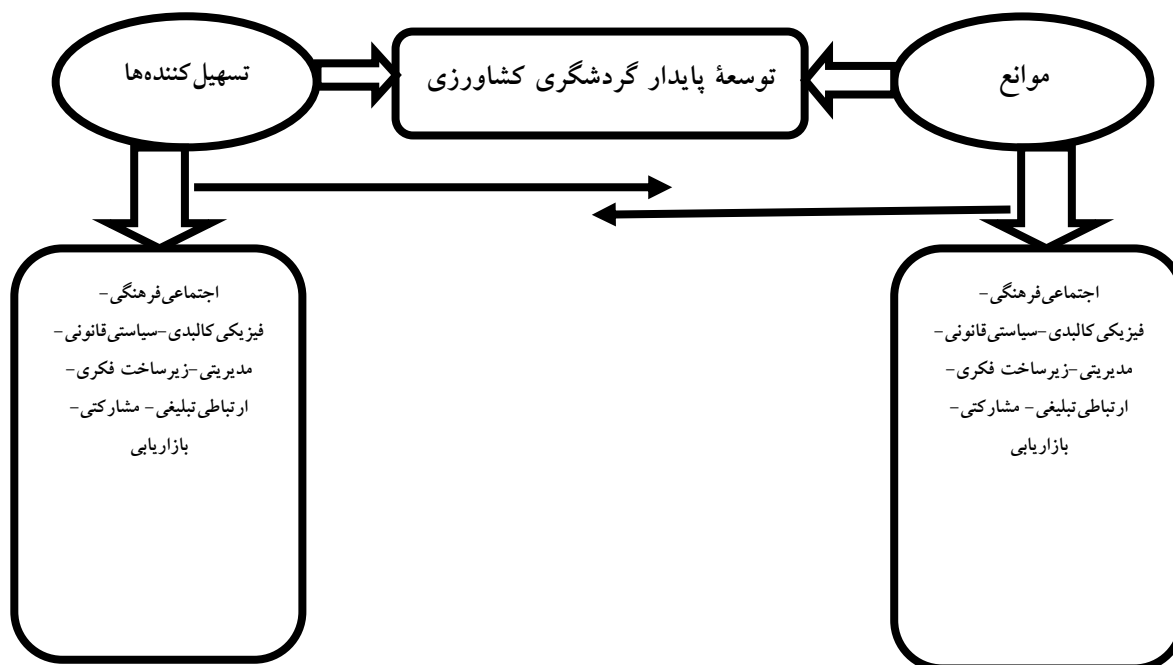 موانع
توسعهٔ پایدار گردشگری کشاورزی
تسهیل‌کننده‌ها
اجتماعی‌فرهنگی-
فیزیکی‌کالبدی-سیاستی‌قانونی-
مدیریتی-زیرساخت فکری-
ارتباطی‌تبلیغی- مشارکتی-
بازاریابی
اجتماعی‌فرهنگی-
فیزیکی‌کالبدی-سیاستی‌قانونی-
مدیریتی-زیرساخت فکری-
ارتباطی‌تبلیغی- مشارکتی-
بازاریابی